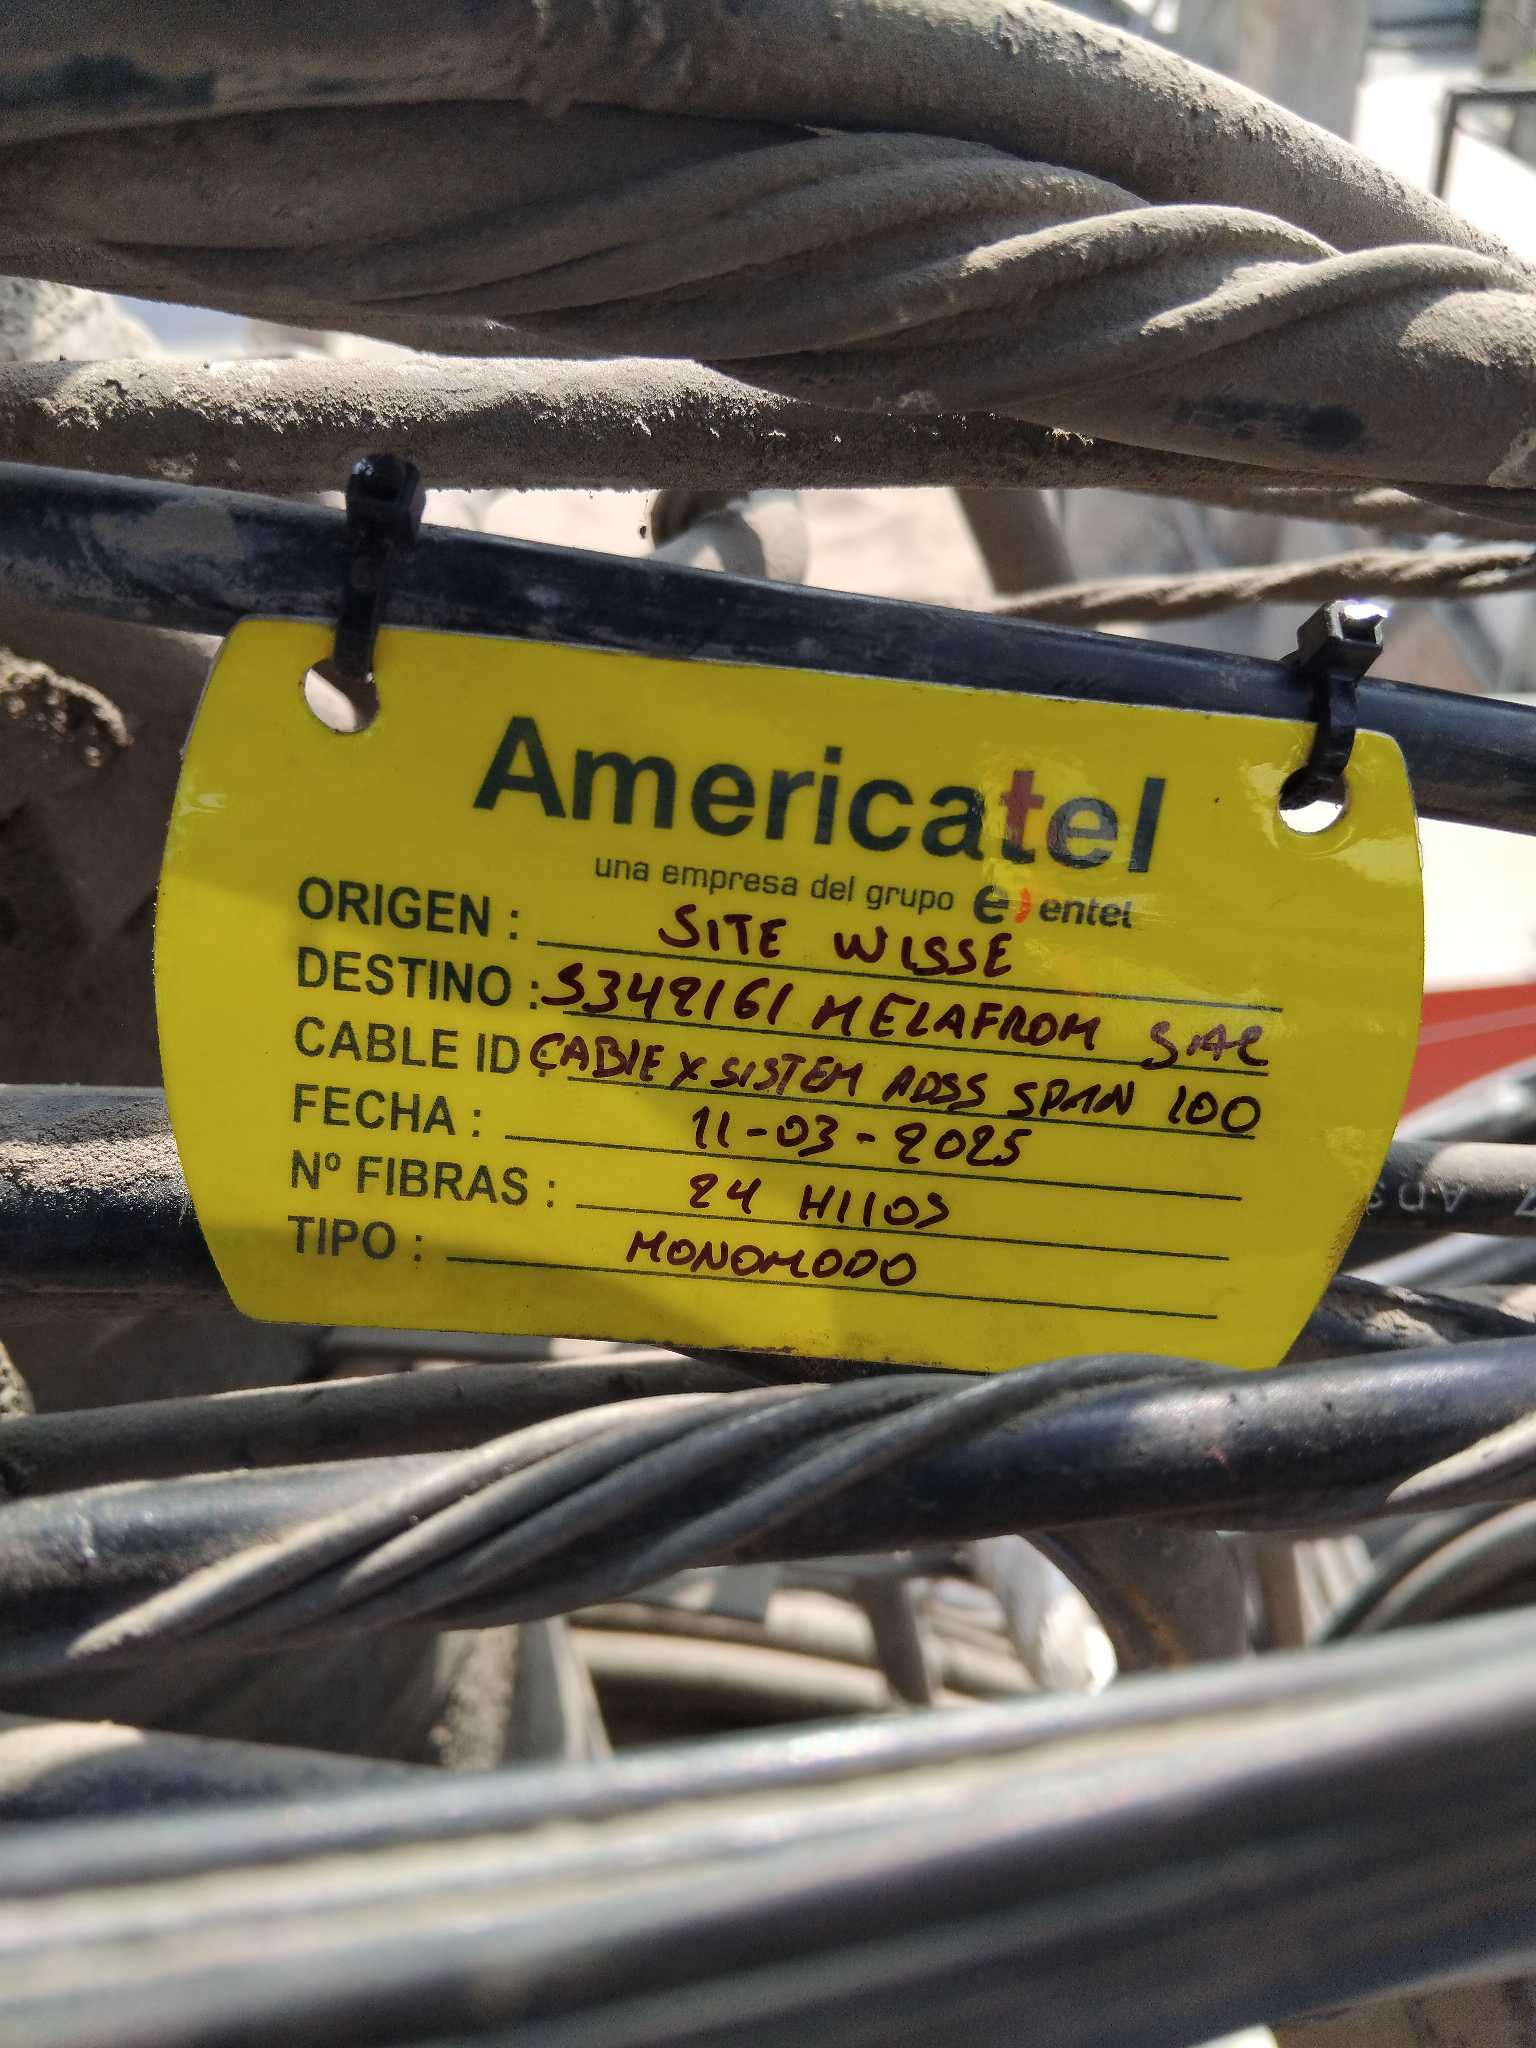 Americatel
una empresa del grupo e) entel
ORIGEN : SITE WISSE
DESTINO : S342161 MELAFROM SAC
CABLE ID : CABLE X SISTEM ADSS SPAN 100
FECHA : 11-03-2025
Nº FIBRAS : 24 HILOS
TIPO : MONOMODO